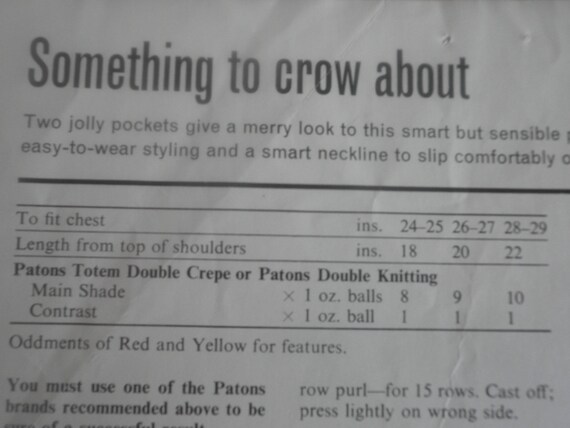 Something to crow about
Two jolly pockets give a merry look to this smart but sensible
easy-to-wear styling and a smart neckline to slip comfortably
To fit chest ins. 24–25 26–27 28–29
Length from top of shoulders ins. 18 20 22
Patons Totem Double Crepe or Patons Double Knitting
Main Shade × 1 oz. balls 8 9 10
Contrast × 1 oz. ball 1 1 1
Oddments of Red and Yellow for features.
You must use one of the Patons
brands recommended above to be
sure of a successful result
row purl—for 15 rows. Cast off;
press lightly on wrong side.